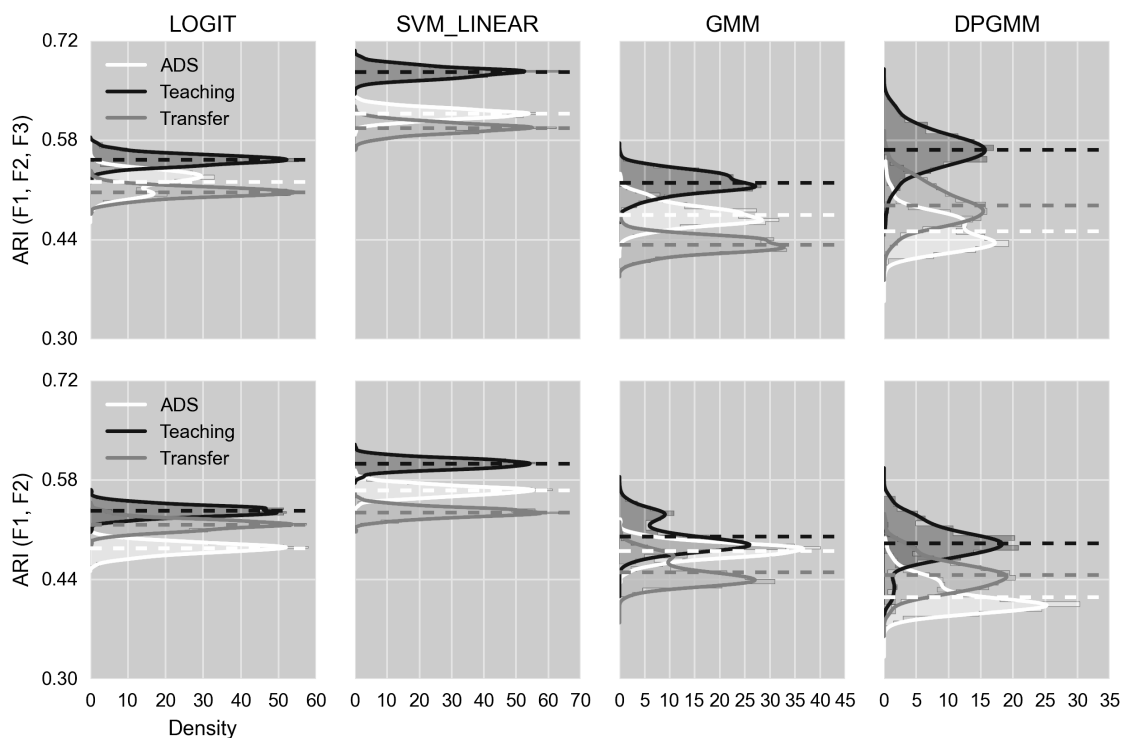 LOGIT SVM_LINEAR GMM DPGMM
0.72
ADS
Teaching
Transfer
0.58
ARI (F1, F2, F3)
0.44
0.30
0.72
ADS
Teaching
Transfer
0.58
ARI (F1, F2)
0.44
0.30
0 10 20 30 40 50 60 0 10 20 30 40 50 60 70 0 5 10 15 20 25 30 35 40 45 0 5 10 15 20 25 30 35
Density